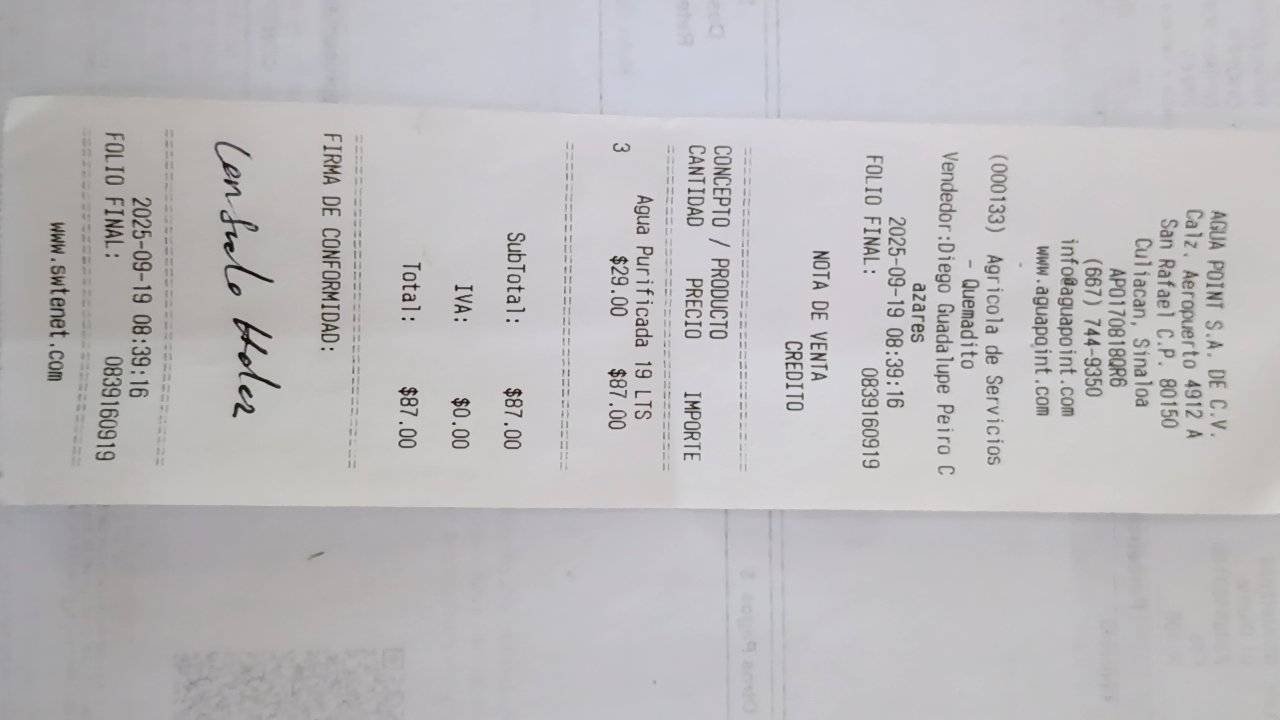 AGUA POINT S.A. DE C.V.
Calz. Aeropuerto 4912 A
San Rafael C.P. 80150
Culiacan, Sinaloa
APO170818QR6
(667) 744-9350
info@aguapoint.com
www.aguapoint.com
(000133) Agricola de Servicios
- Quemadito
Vendedor:Diego Guadalupe Peiro C
azares
2025-09-19 08:39:16
FOLIO FINAL: 0839160919
NOTA DE VENTA
CREDITO
CONCEPTO / PRODUCTO
CANTIDAD PRECIO IMPORTE
Agua Purificada 19 LTS
3 $29.00 $87.00
SubTotal: $87.00
IVA: $0.00
Total: $87.00
FIRMA DE CONFORMIDAD:
2025-09-19 08:39:16
FOLIO FINAL: 0839160919
www.swtenet.com